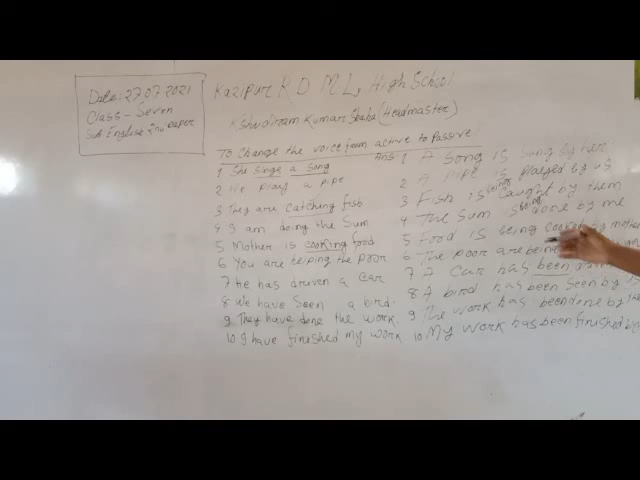 Date: 27.07.2021
Class - Seven
Sub English 2nd paper
Kazipur R D M L, High School
Kshudiram Kumar Shaha (Headmaster)
To Change the voice from active to Passive
1 She sings a song
2 We play a pipe
3 They are catching fish
4 I am doing the Sum
5 Mother is cooking food
6 You are helping the poor
7 He has driven a car
8 We have seen a bird.
9 They have done the work.
10 I have finished my work
Ans 1 A Song is Sung by her
2 A Pipe is played by us
3 Fish is being caught by them
4 The Sum is being done by me
5 Food is being cooked by mother
6 The poor are being
7 A Car has been
8 A bird has been seen by
9 The work has been done by
10 My work has been finished by